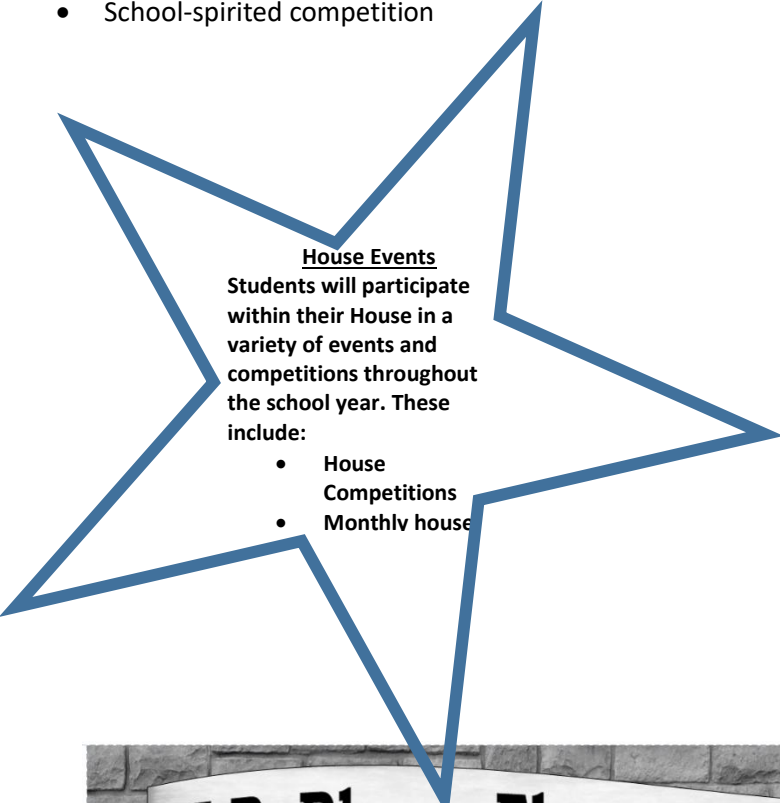 • School-spirited competition
House Events
Students will participate
within their House in a
variety of events and
competitions throughout
the school year. These
include:
• House
Competitions
• Monthly house